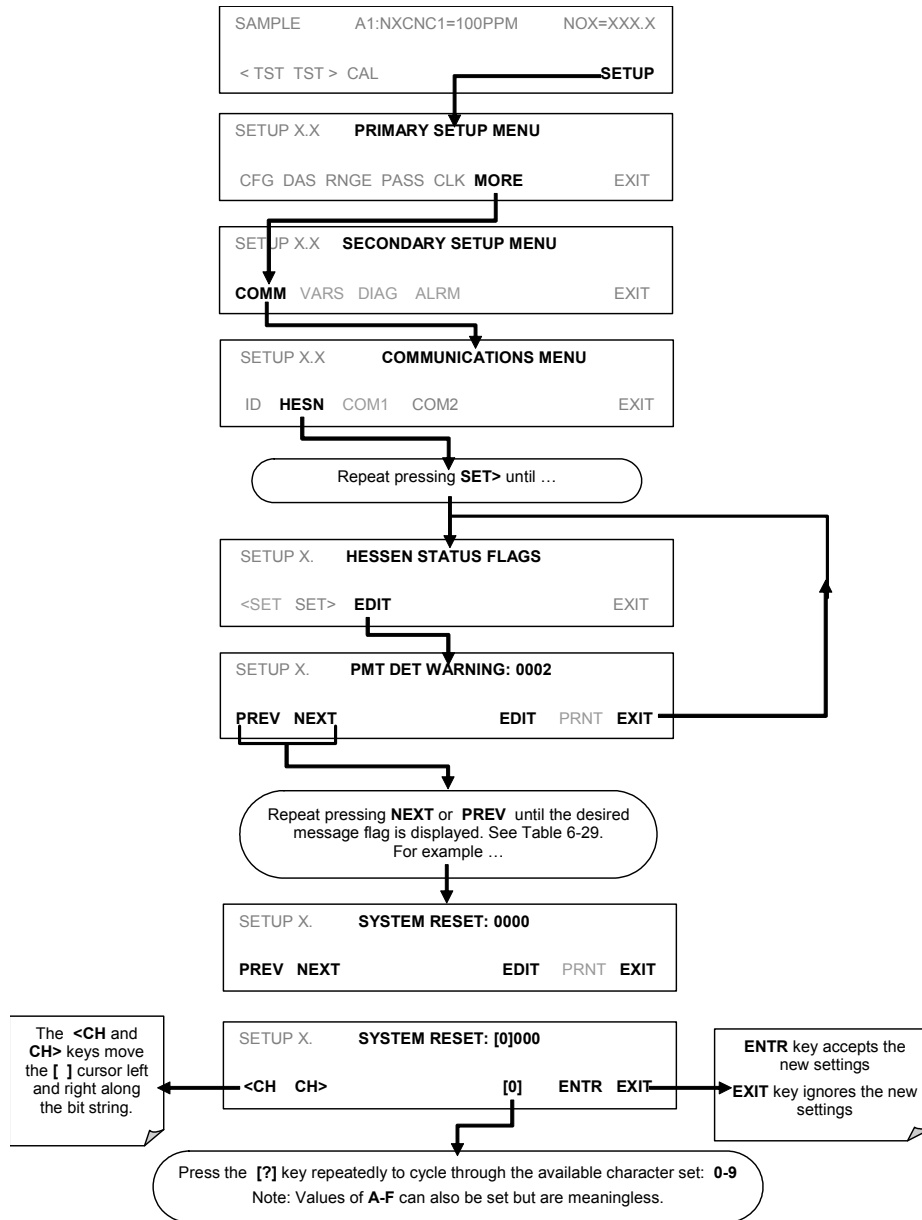 SAMPLE A1:NXCNC1=100PPM NOX=XXX.X
< TST TST > CAL SETUP
SETUP X.X PRIMARY SETUP MENU
CFG DAS RNGE PASS CLK MORE EXIT
SETUP X.X SECONDARY SETUP MENU
COMM VARS DIAG ALRM EXIT
SETUP X.X COMMUNICATIONS MENU
ID HESN COM1 COM2 EXIT
Repeat pressing SET> until …
SETUP X. HESSEN STATUS FLAGS
<SET SET> EDIT EXIT
SETUP X. PMT DET WARNING: 0002
PREV NEXT EDIT PRNT EXIT
Repeat pressing NEXT or PREV until the desired
message flag is displayed. See Table 6-29.
For example …
SETUP X. SYSTEM RESET: 0000
PREV NEXT EDIT PRNT EXIT
The <CH and
CH> keys move
the [ ] cursor left
and right along
the bit string.
SETUP X. SYSTEM RESET: [0]000
<CH CH> [0] ENTR EXIT
ENTR key accepts the
new settings
EXIT key ignores the new
settings
Press the [?] key repeatedly to cycle through the available character set: 0-9
Note: Values of A-F can also be set but are meaningless.